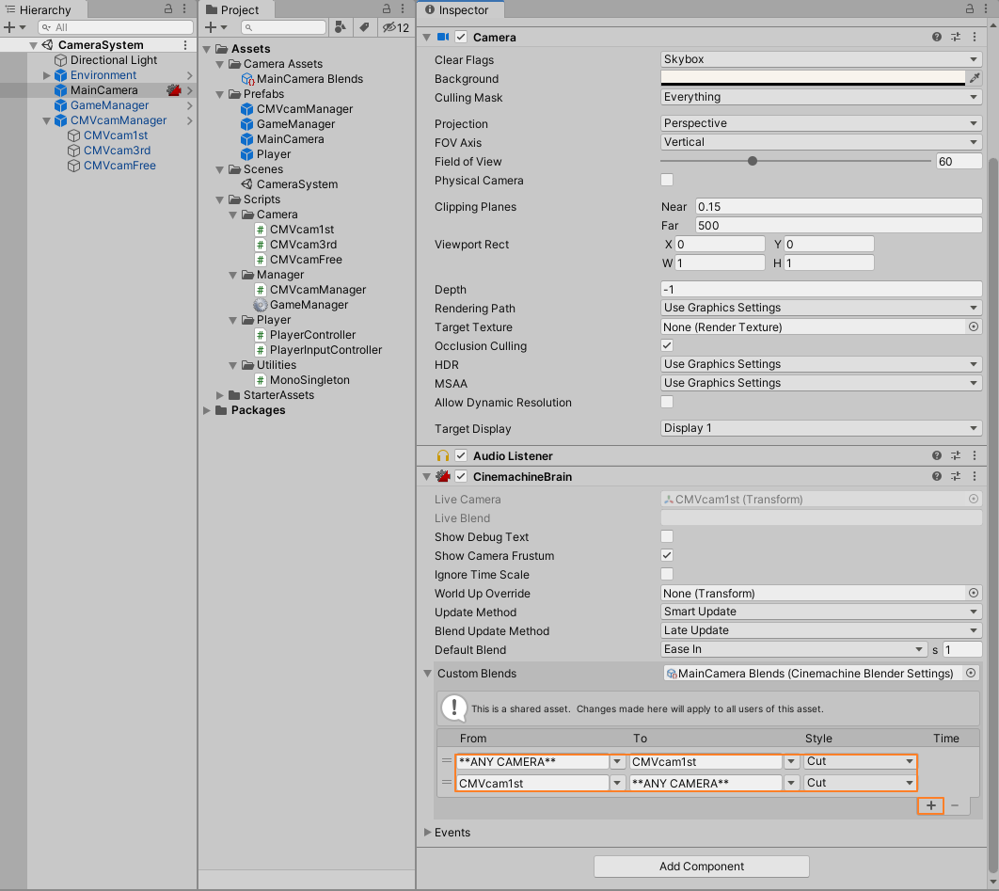 Hierarchy
All
CameraSystem
Directional Light
Environment
MainCamera
GameManager
CMVcamManager
CMVcam1st
CMVcam3rd
CMVcamFree
Project
12
Assets
Camera Assets
MainCamera Blends
Prefabs
CMVcamManager
GameManager
MainCamera
Player
Scenes
CameraSystem
Scripts
Camera
CMVcam1st
CMVcam3rd
CMVcamFree
Manager
CMVcamManager
GameManager
Player
PlayerController
PlayerInputController
Utilities
MonoSingleton
StarterAssets
Packages
Inspector
Camera
Clear Flags Skybox
Background
Culling Mask Everything
Projection Perspective
FOV Axis Vertical
Field of View 60
Physical Camera
Clipping Planes Near 0.15
Far 500
Viewport Rect X 0 Y 0
W 1 H 1
Depth -1
Rendering Path Use Graphics Settings
Target Texture None (Render Texture)
Occlusion Culling
HDR Use Graphics Settings
MSAA Use Graphics Settings
Allow Dynamic Resolution
Target Display Display 1
Audio Listener
CinemachineBrain
Live Camera CMVcam1st (Transform)
Live Blend
Show Debug Text
Show Camera Frustum
Ignore Time Scale
World Up Override None (Transform)
Update Method Smart Update
Blend Update Method Late Update
Default Blend Ease In s 1
Custom Blends MainCamera Blends (Cinemachine Blender Settings)
This is a shared asset. Changes made here will apply to all users of this asset.
From To Style Time
**ANY CAMERA** CMVcam1st Cut
CMVcam1st **ANY CAMERA** Cut
Events
Add Component